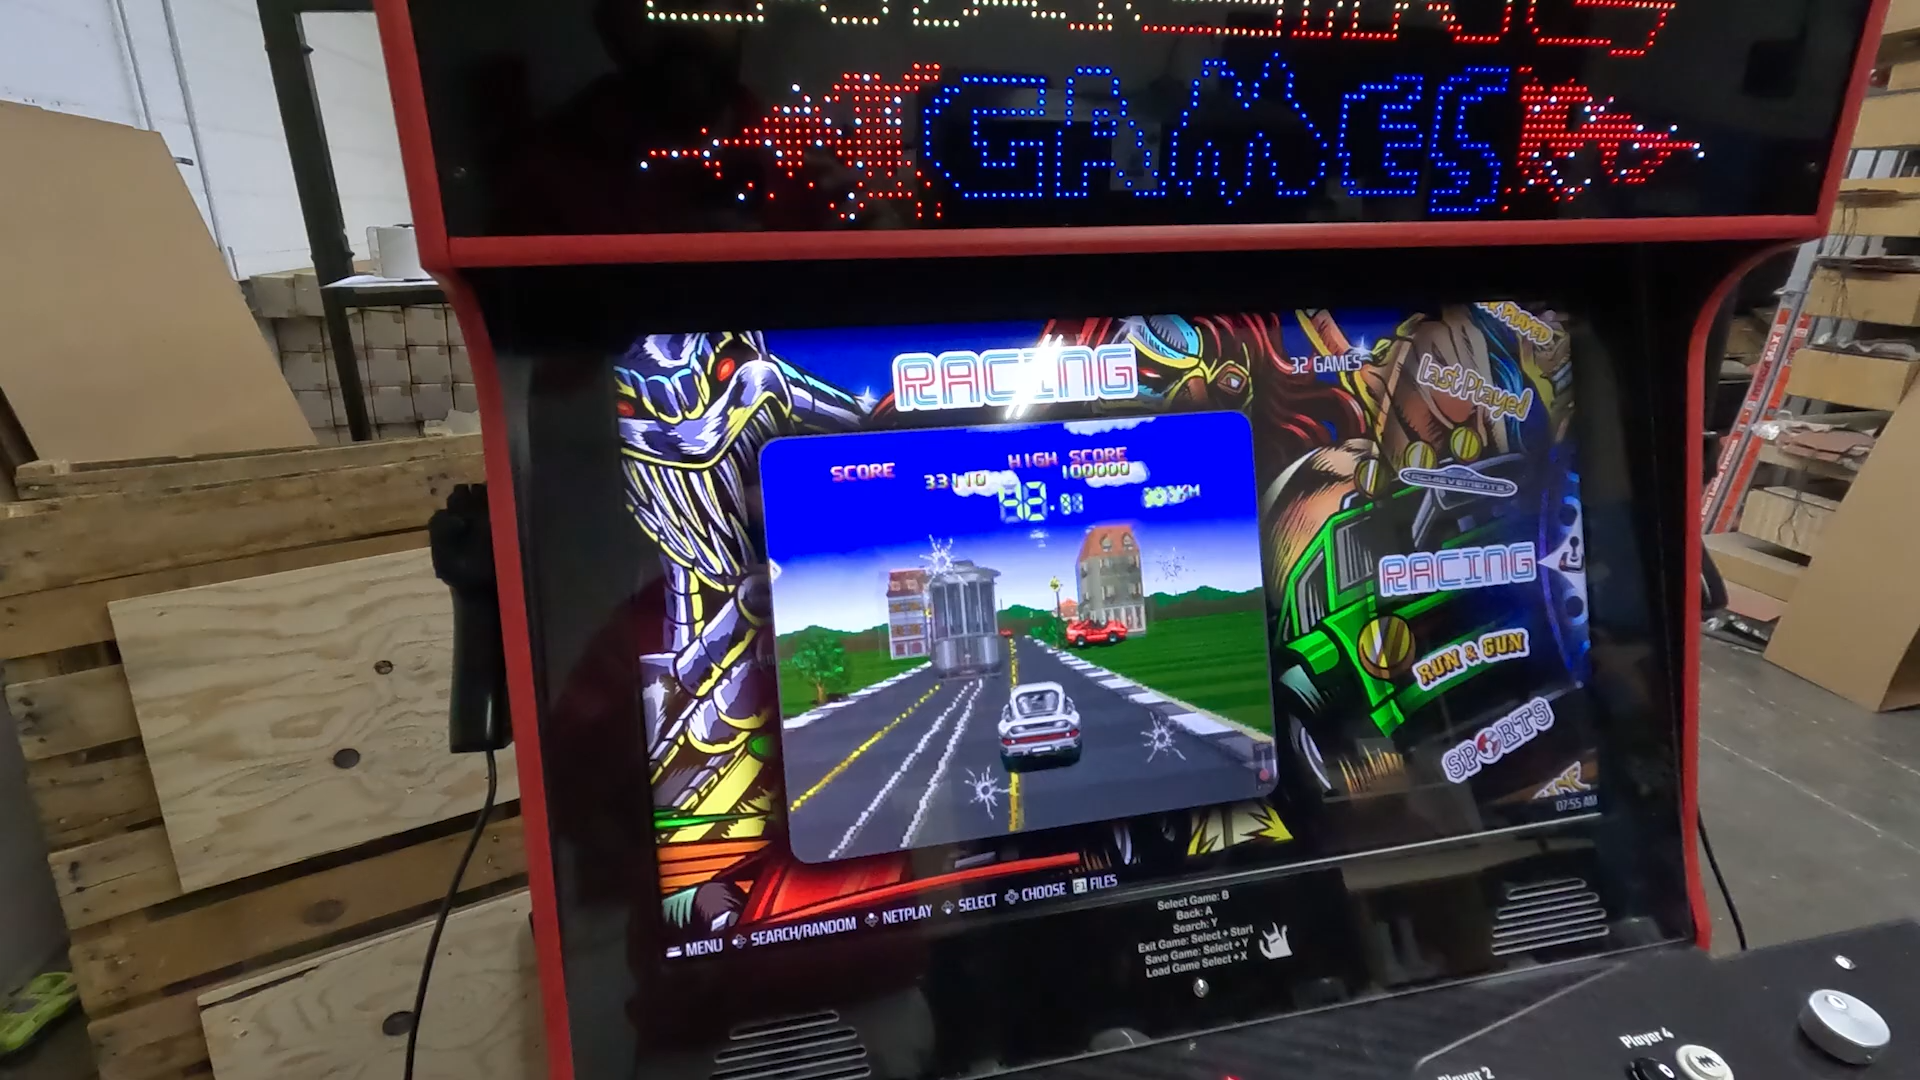 GAMES
RACING
32 GAMES
LAST PLAYED
SCORE
HIGH SCORE
100000
ACHIEVEMENTS
RACING
RUN & GUN
SPORTS
07:55 AM
MENU SEARCH/RANDOM NETPLAY SELECT CHOOSE F1 FILES
Select Game: B
Back: A
Search: Y
Exit Game: Select + Start
Save Game: Select + Y
Load Game Select + X
Player 4
Player 2